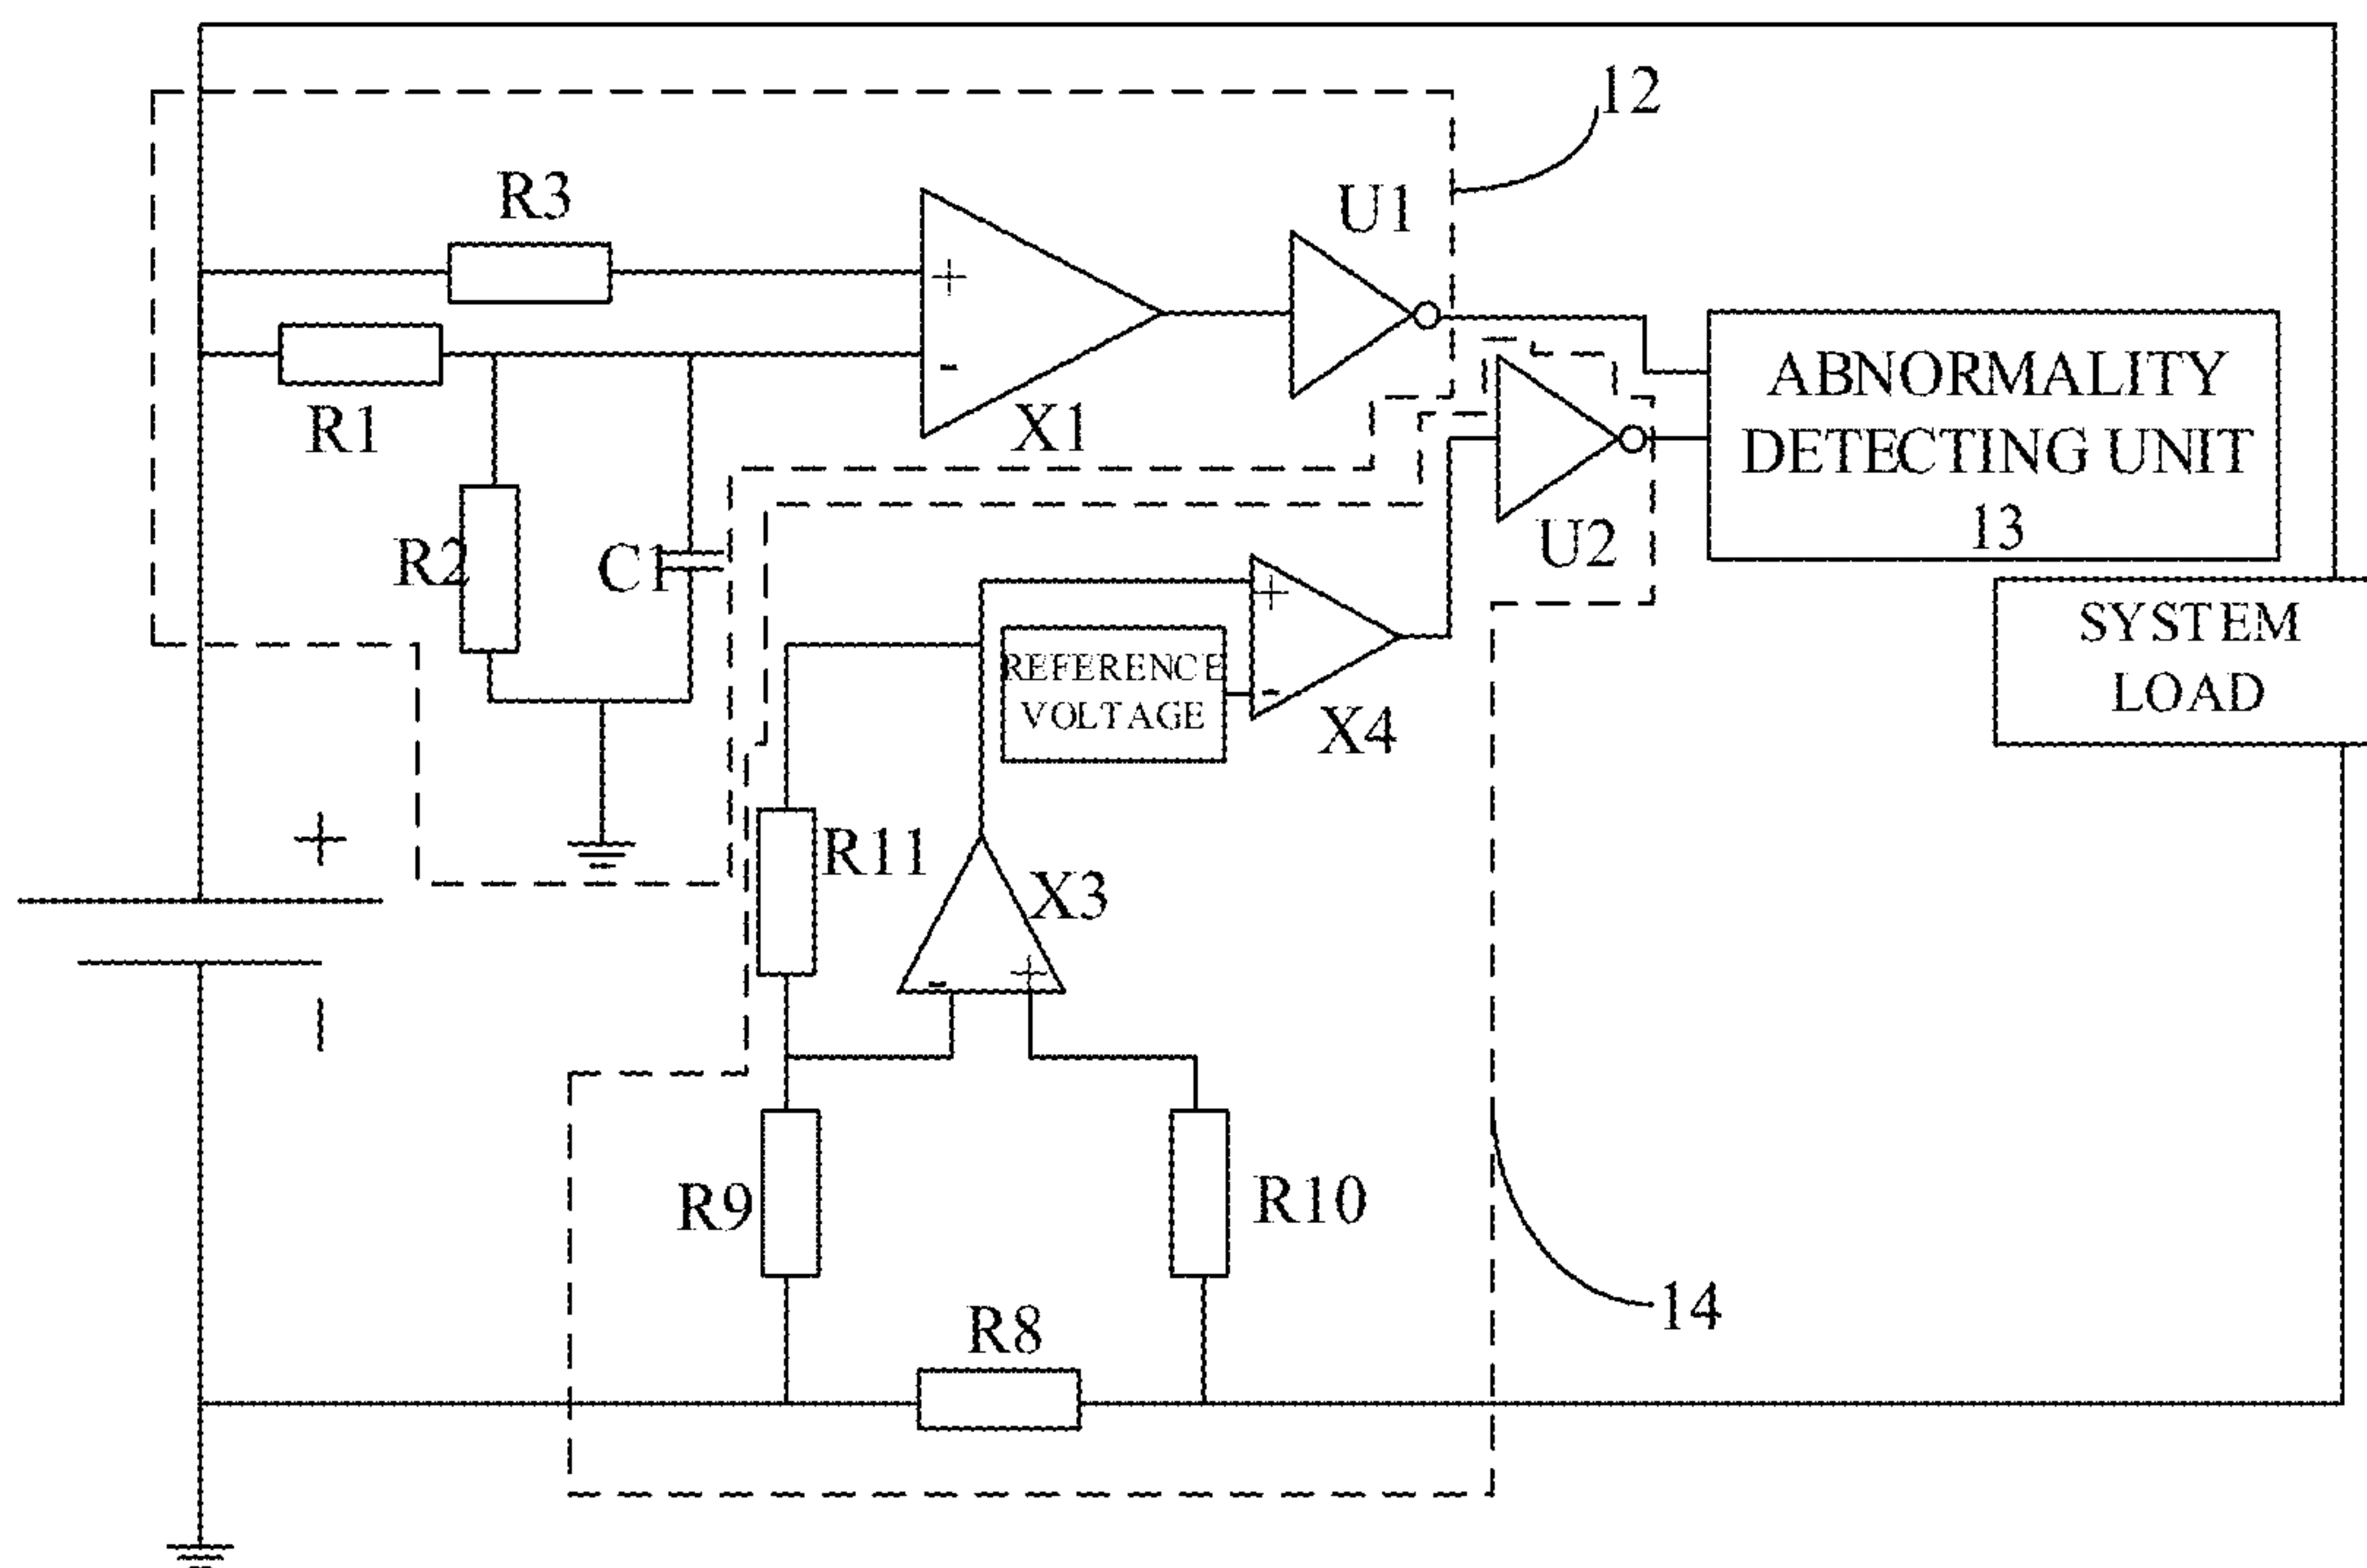 12
R3
U1
+
-
R1
X1
ABNORMALITY
DETECTING UNIT
13
R2
C1
U2
+
-
REFERENCE
VOLTAGE
X4
SYSTEM
LOAD
+
R11
X3
-
+
-
R9
R10
R8
14